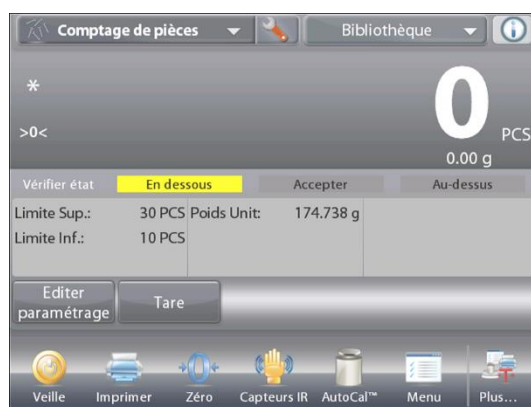 Comptage de pièces Bibliothèque
*
0
>0< PCS
0.00 g
Vérifier état En dessous Accepter Au-dessus
Limite Sup.: 30 PCS Poids Unit: 174.738 g
Limite Inf.: 10 PCS
Editer
paramétrage Tare
Veille Imprimer Zéro Capteurs IR AutoCal™ Menu Plus...